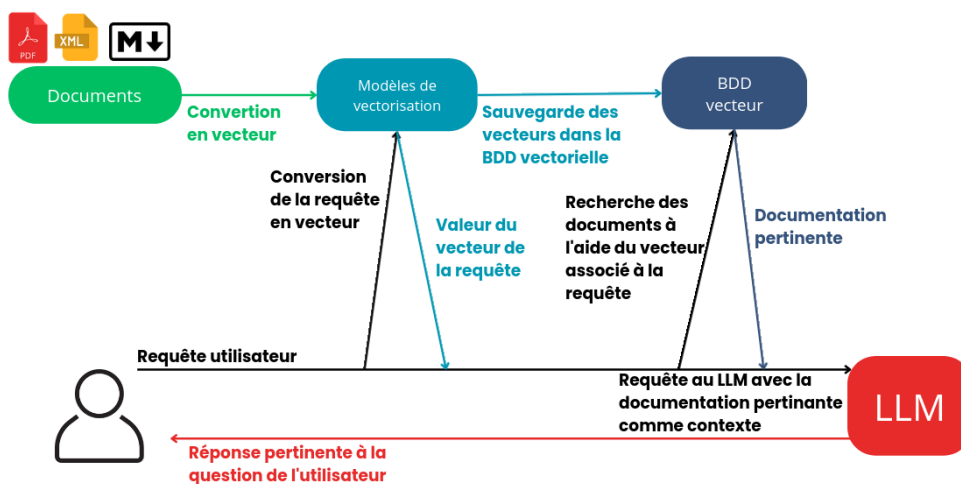 PDF
XML
M
Documents
Modèles de
vectorisation
BDD
vecteur
Convertion
en vecteur
Sauvegarde des
vecteurs dans la
BDD vectorielle
Conversion
de la requête
en vecteur
Valeur du
vecteur de
la requête
Recherche des
documents à
l'aide du vecteur
associé à la
requête
Documentation
pertinente
Requête utilisateur
Requête au LLM avec la
documentation pertinante
comme contexte
LLM
Réponse pertinente à la
question de l'utilisateur